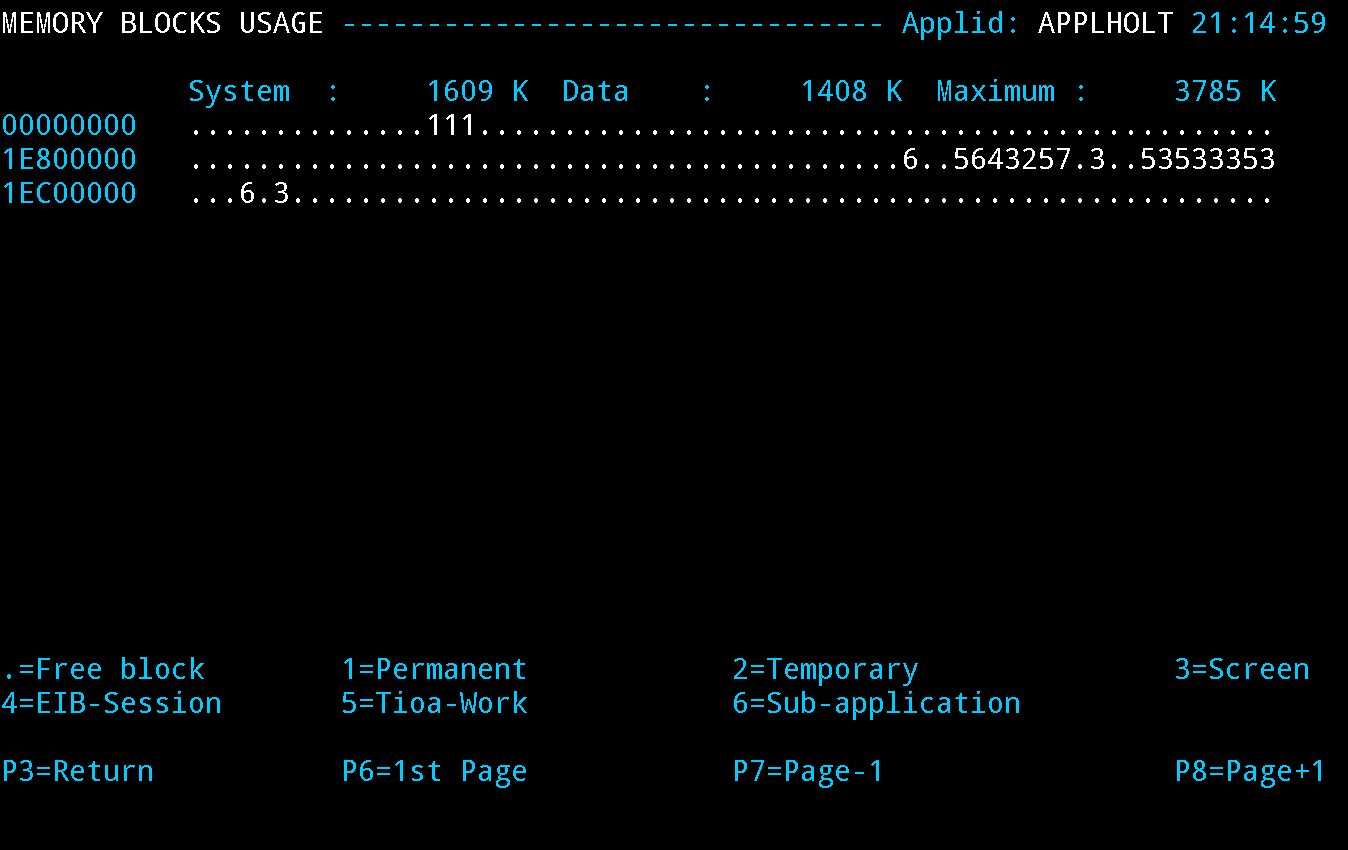 MEMORY BLOCKS USAGE -------------------------------- Applid: APPLHOLT 21:14:59
System : 1609 K Data : 1408 K Maximum : 3785 K
00000000 ..............111...............................................
1E800000 ..........................................6..5643257.3..53533353
1EC00000 ...6.3..........................................................
.=Free block 1=Permanent 2=Temporary 3=Screen
4=EIB-Session 5=Tioa-Work 6=Sub-application
P3=Return P6=1st Page P7=Page-1 P8=Page+1